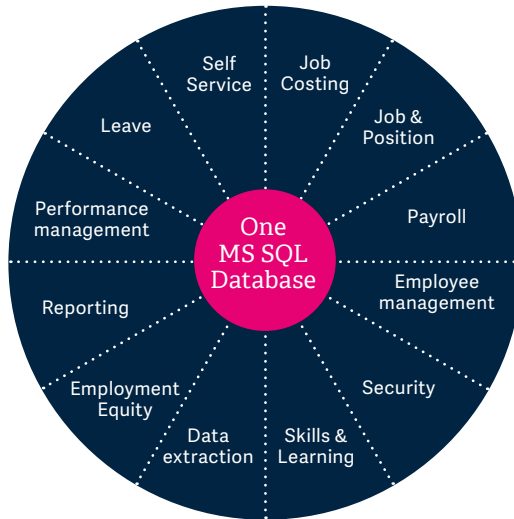 Self
Service
Job
Costing
Job &
Position
Payroll
Employee
management
Security
Skills &
Learning
Data
extraction
Employment
Equity
Reporting
Performance
management
Leave
One
MS SQL
Database